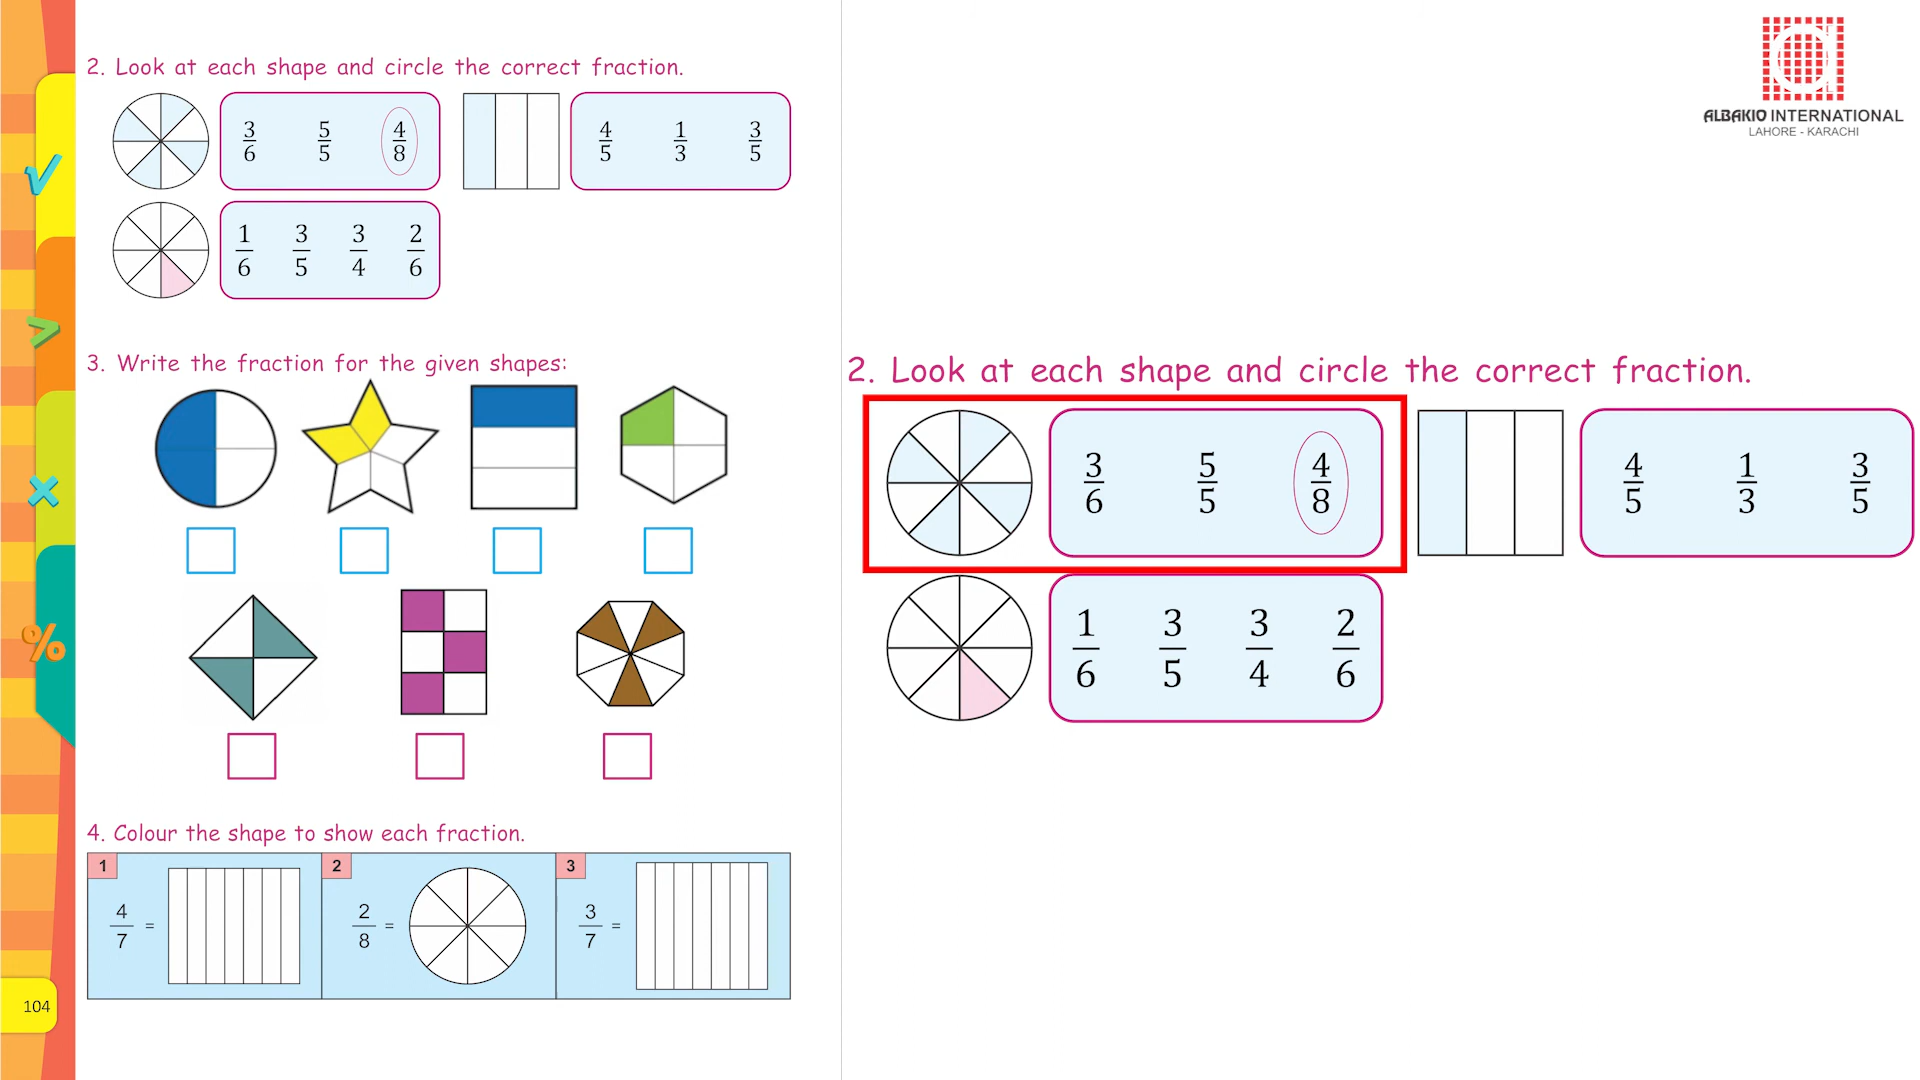 2. Look at each shape and circle the correct fraction.
3/6 5/5 4/8
4/5 1/3 3/5
1/6 3/5 3/4 2/6
3. Write the fraction for the given shapes:
4. Colour the shape to show each fraction.
1 2 3
4/7 = 2/8 = 3/7 =
√
>
×
%
104
ALBAKIO INTERNATIONAL
LAHORE - KARACHI
2. Look at each shape and circle the correct fraction.
3/6 5/5 4/8
4/5 1/3 3/5
1/6 3/5 3/4 2/6